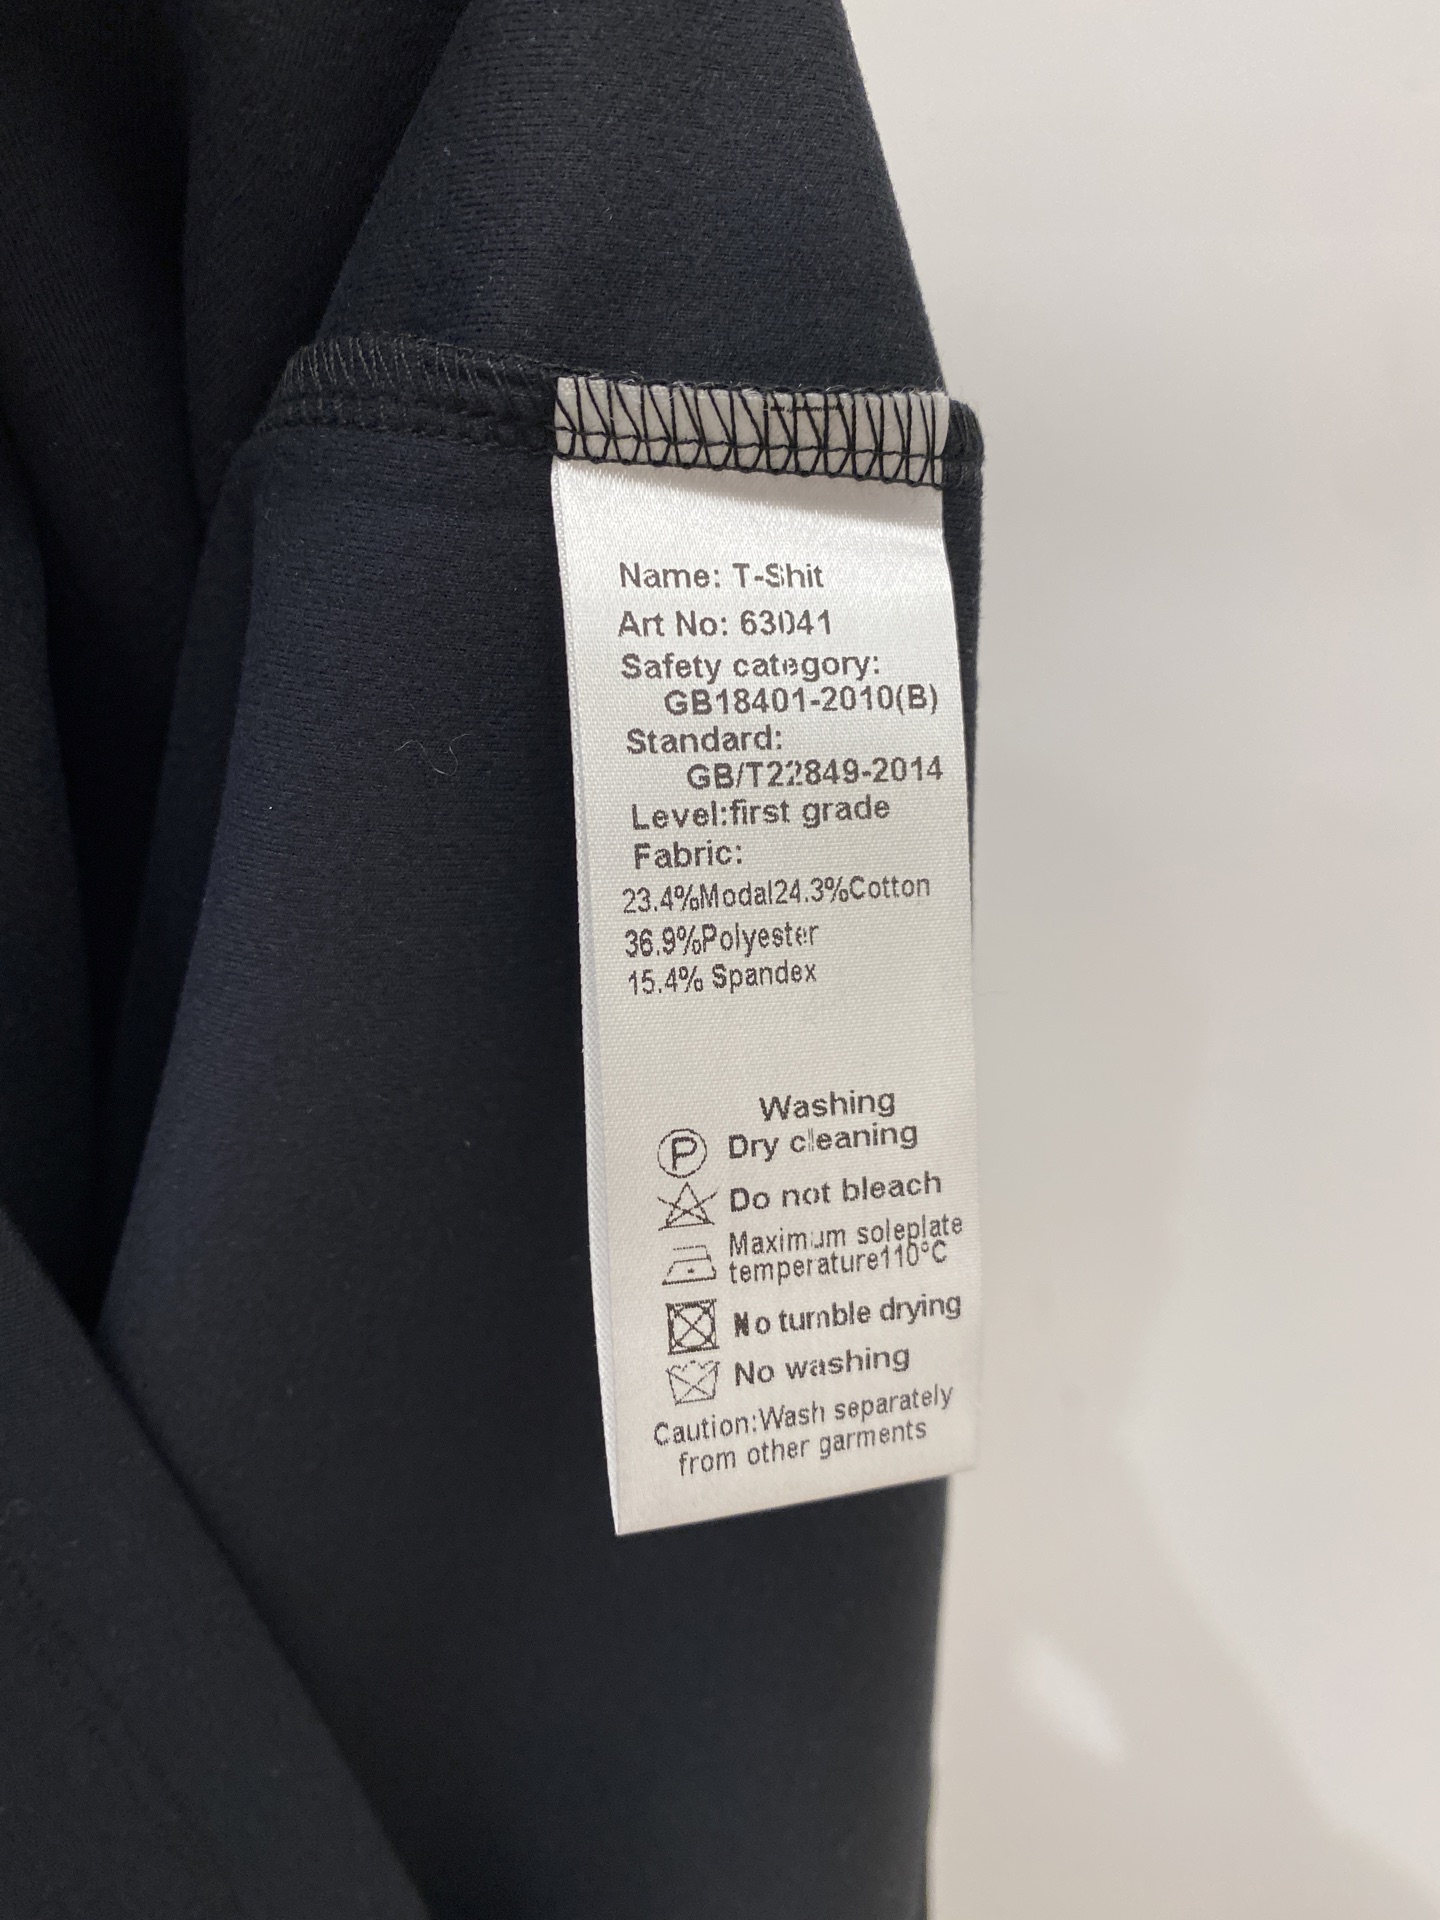 Name: T-Shit
Art No: 63041
Safety category:
GB18401-2010(B)
Standard:
GB/T22849-2014
Level:first grade
Fabric:
23.4%Modal24.3%Cotton
36.9%Polyester
15.4% Spandex
Washing
P Dry cleaning
Do not bleach
Maximum soleplate
temperature110°C
No tumble drying
No washing
Caution:Wash separately
from other garments